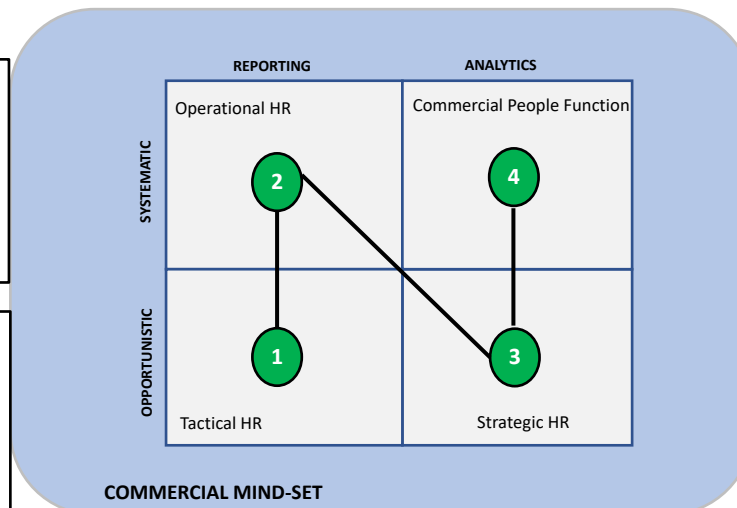 REPORTING
ANALYTICS
SYSTEMATIC
Operational HR
Commercial People Function
2
4
OPPORTUNISTIC
1
3
Tactical HR
Strategic HR
COMMERCIAL MIND-SET